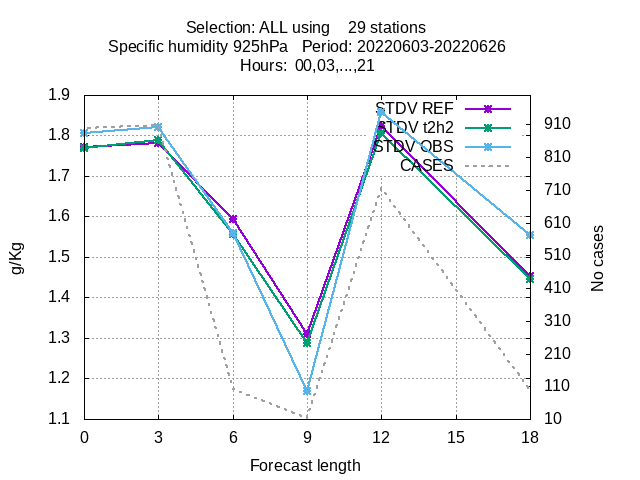 Selection: ALL using 29 stations
Specific humidity 925hPa Period: 20220603-20220626
Hours: 00,03,...,21
STDV REF
STDV t2h2
STDV OBS
CASES
1.9
1.8
1.7
1.6
1.5
1.4
1.3
1.2
1.1
910
810
710
610
510
410
310
210
110
10
g/Kg
No cases
0 3 6 9 12 15 18
Forecast length